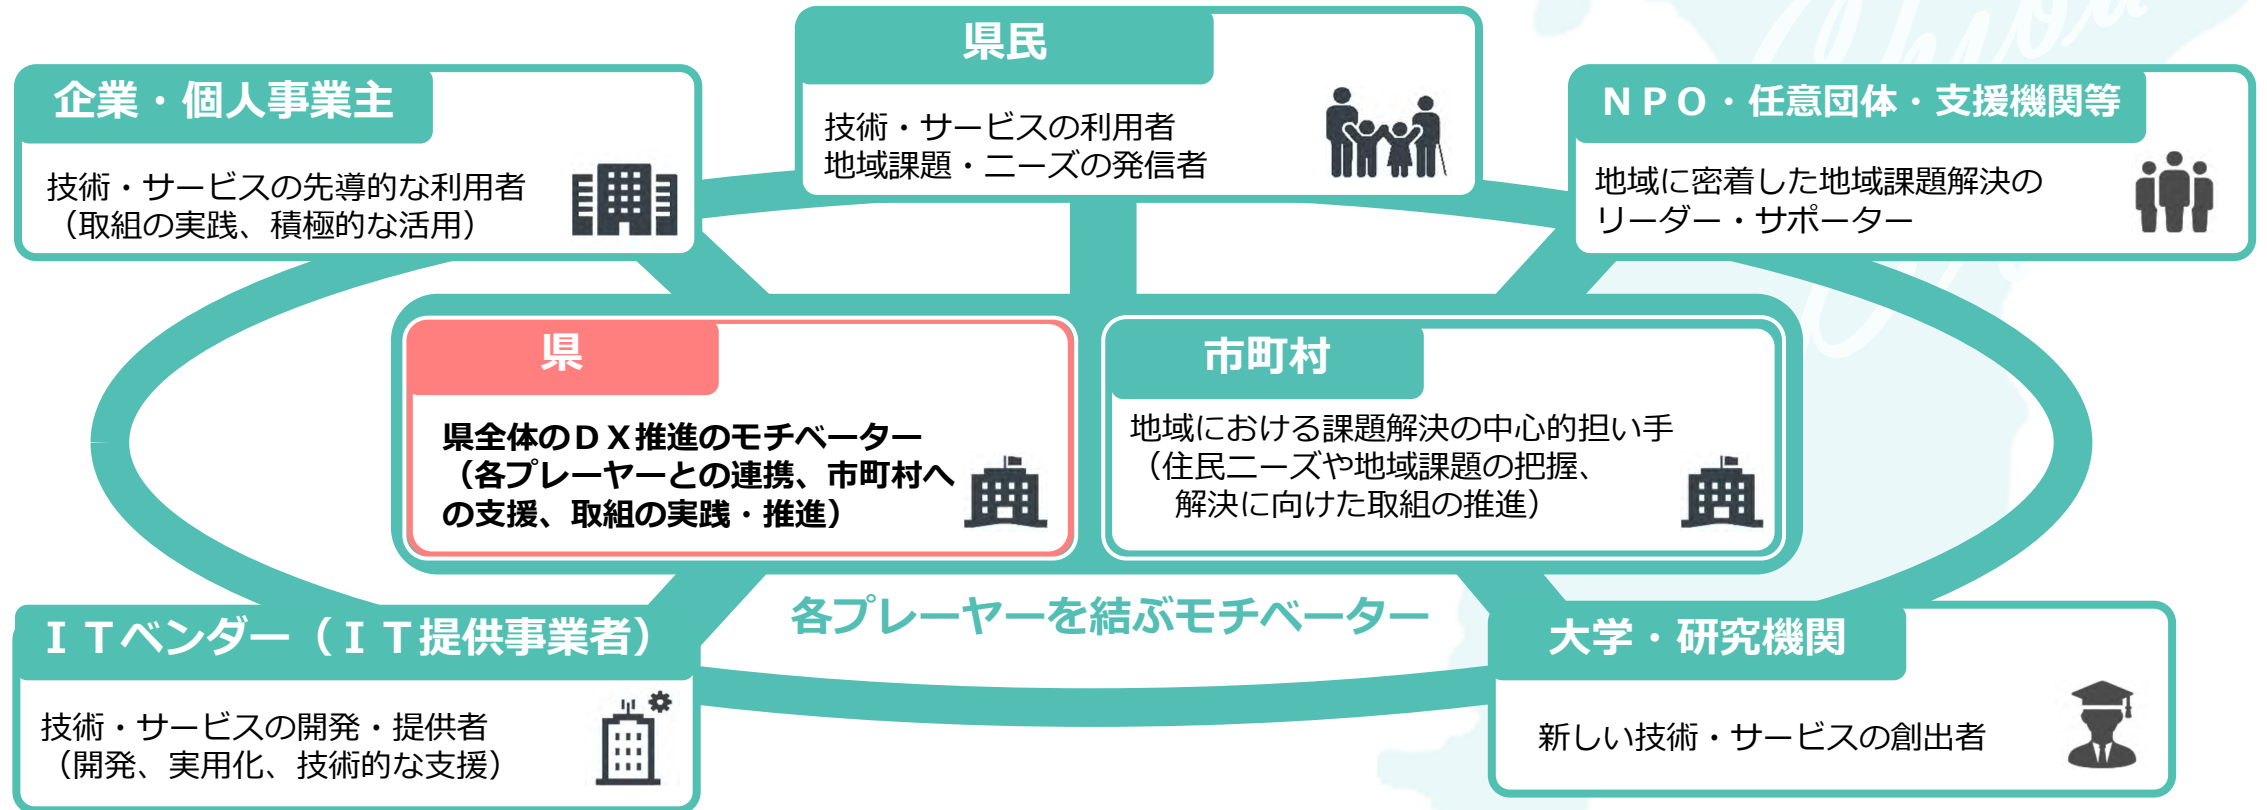 県民
技術・サービスの利用者
地域課題・ニーズの発信者
企業・個人事業主
技術・サービスの先導的な利用者
（取組の実践、積極的な活用）
ＮＰＯ・任意団体・支援機関等
地域に密着した地域課題解決の
リーダー・サポーター
県
県全体のＤＸ推進のモチベーター
（各プレーヤーとの連携、市町村へ
の支援、取組の実践・推進）
市町村
地域における課題解決の中心的担い手
（住民ニーズや地域課題の把握、
解決に向けた取組の推進）
各プレーヤーを結ぶモチベーター
ＩＴベンダー（ＩＴ提供事業者）
技術・サービスの開発・提供者
（開発、実用化、技術的な支援）
大学・研究機関
新しい技術・サービスの創出者